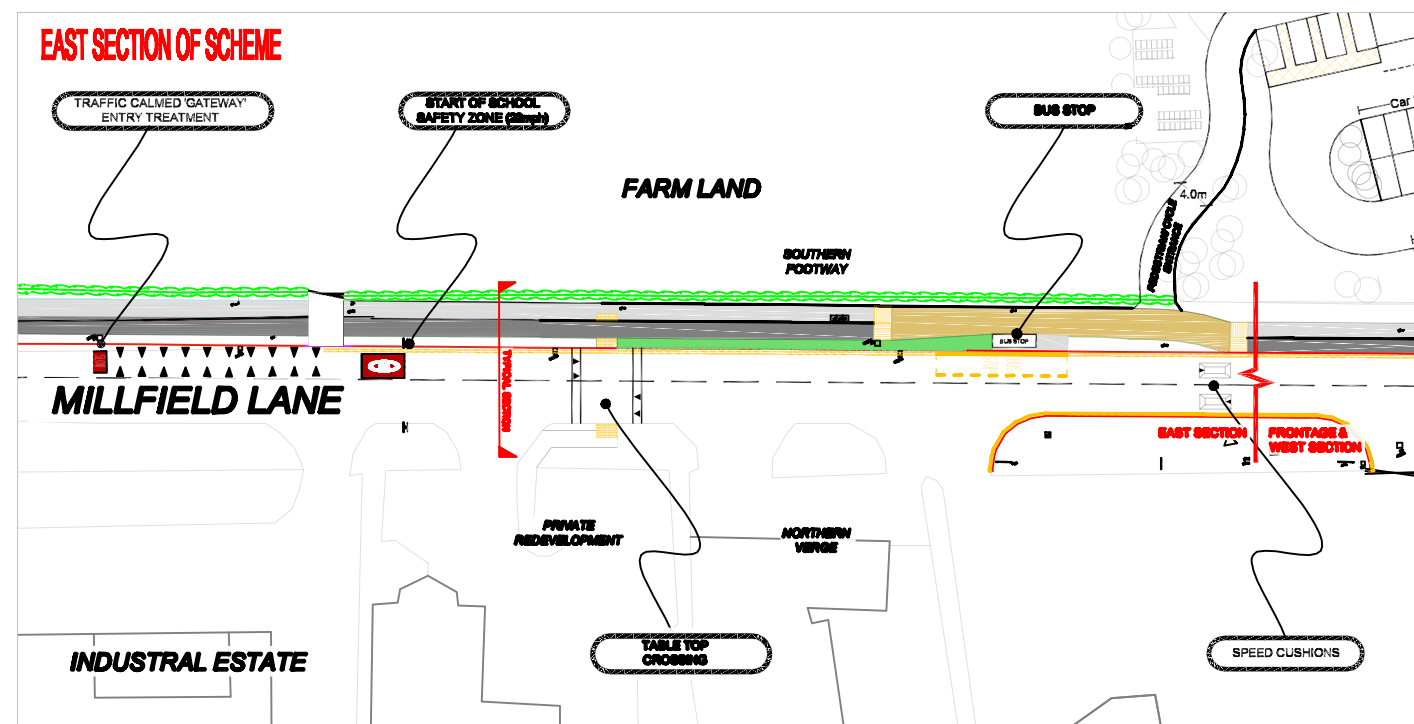 EAST SECTION OF SCHEME
TRAFFIC CALMED 'GATEWAY'
ENTRY TREATMENT
START OF SCHOOL
SAFETY ZONE (20mph)
BUS STOP
Car
4.0m
FARM LAND
PEDESTRIAN/CYCLE
ENTRANCE
SOUTHERN
FOOTWAY
BUS STOP
TYPICAL SECTION
MILLFIELD LANE
EAST SECTION
FRONTAGE &
WEST SECTION
PRIVATE
REDEVELOPMENT
NORTHERN
VERGE
INDUSTRAL ESTATE
TABLE TOP
CROSSING
SPEED CUSHIONS